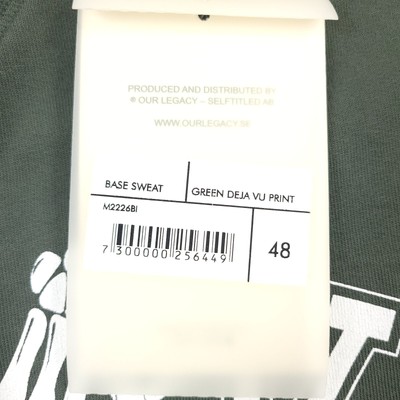 PRODUCED AND DISTRIBUTED BY
* OUR LEGACY – SELFTITLED AB
WWW.OURLEGACY.SE
BASE SWEAT
GREEN DEJA VU PRINT
M2226BI
7 300000 256449
48